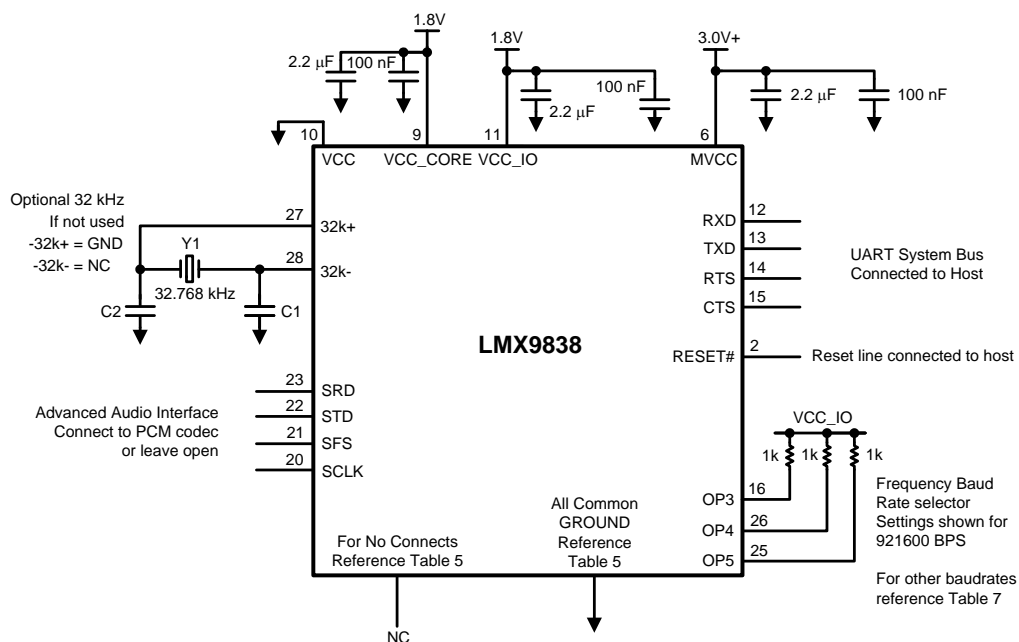 1.8V
1.8V
3.0V+
2.2 μF
100 nF
100 nF
2.2 μF
2.2 μF
100 nF
10
9
11
6
VCC
VCC_CORE
VCC_IO
MVCC
Optional 32 kHz
If not used
-32k+ = GND
-32k- = NC
27
32k+
Y1
28
32k-
32.768 kHz
C2
C1
RXD
12
TXD
13
RTS
14
CTS
15
UART System Bus
Connected to Host
LMX9838
RESET#
2
Reset line connected to host
Advanced Audio Interface
Connect to PCM codec
or leave open
23
SRD
22
STD
21
SFS
20
SCLK
VCC_IO
1k
1k
1k
OP3
16
OP4
26
OP5
25
Frequency Baud
Rate selector
Settings shown for
921600 BPS
For other baudrates
reference Table 7
For No Connects
Reference Table 5
All Common
GROUND
Reference
Table 5
NC